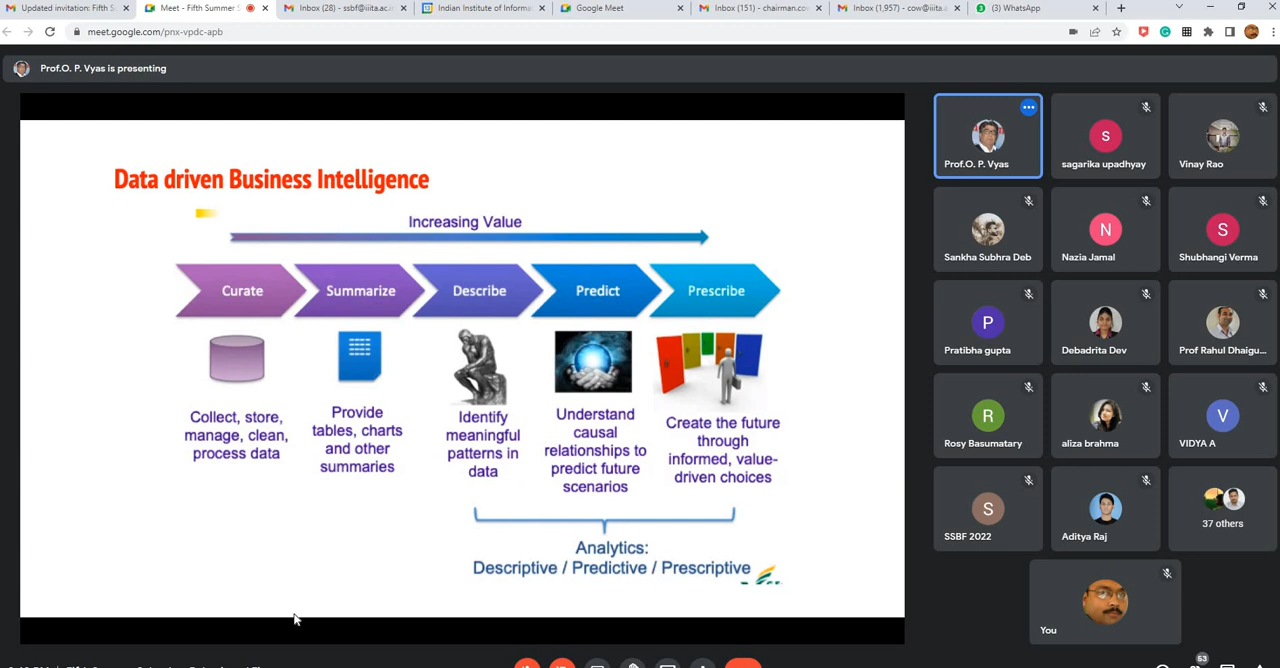 Updated invitation: Fifth S
Meet - Fifth Summer S
Inbox (28) - ssbf@iiita.ac.in
Indian Institute of Informa
Google Meet
Inbox (151) - chairman.cow
Inbox (1,957) - cow@iiita.a
(3) WhatsApp
meet.google.com/pnx-vpdc-apb
Prof.O. P. Vyas is presenting
Data driven Business Intelligence
Increasing Value
Curate
Summarize
Describe
Predict
Prescribe
Collect, store,
manage, clean,
process data
Provide
tables, charts
and other
summaries
Identify
meaningful
patterns in
data
Understand
causal
relationships to
predict future
scenarios
Create the future
through
informed, value-
driven choices
Analytics:
Descriptive / Predictive / Prescriptive
Prof.O. P. Vyas
S
sagarika upadhyay
Vinay Rao
Sankha Subhra Deb
N
Nazia Jamal
S
Shubhangi Verma
P
Pratibha gupta
Debadrita Dev
Prof Rahul Dhaigu...
R
Rosy Basumatary
aliza brahma
V
VIDYA A
S
SSBF 2022
Aditya Raj
37 others
You
53